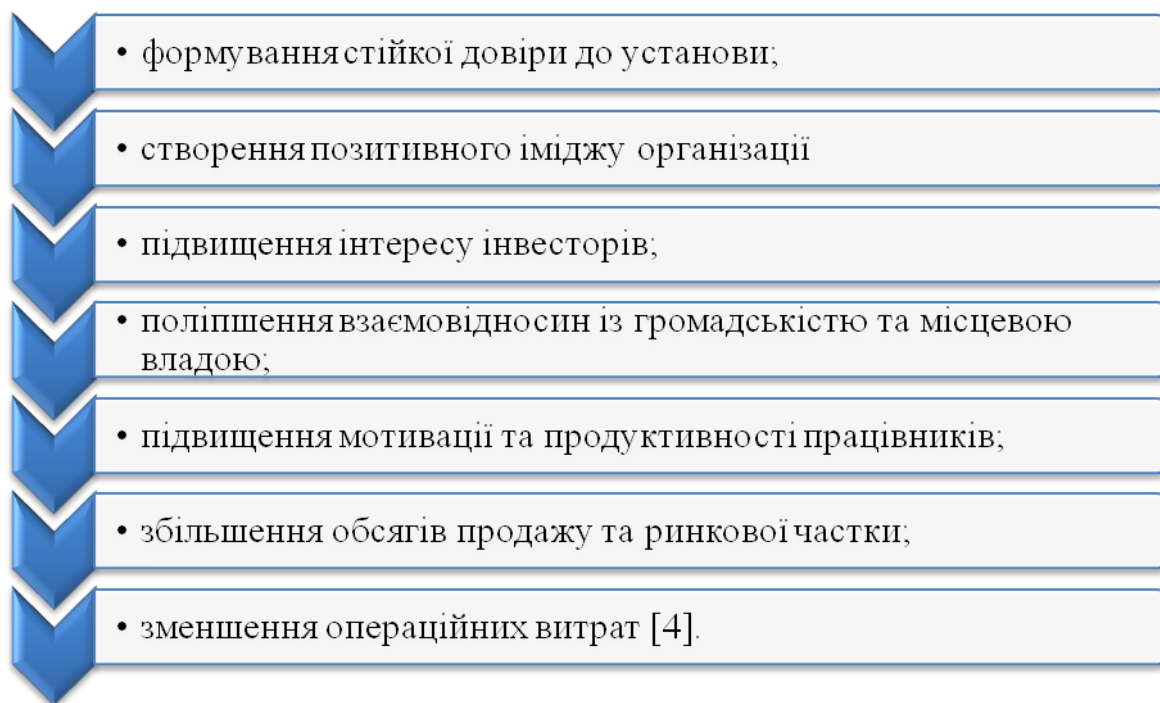 • формування стійкої довіри до установи;
• створення позитивного іміджу організації
• підвищення інтересу інвесторів;
• поліпшення взаємовідносин із громадськістю та місцевою
владою;
• підвищення мотивації та продуктивності працівників;
• збільшення обсягів продажу та ринкової частки;
• зменшення операційних витрат [4].